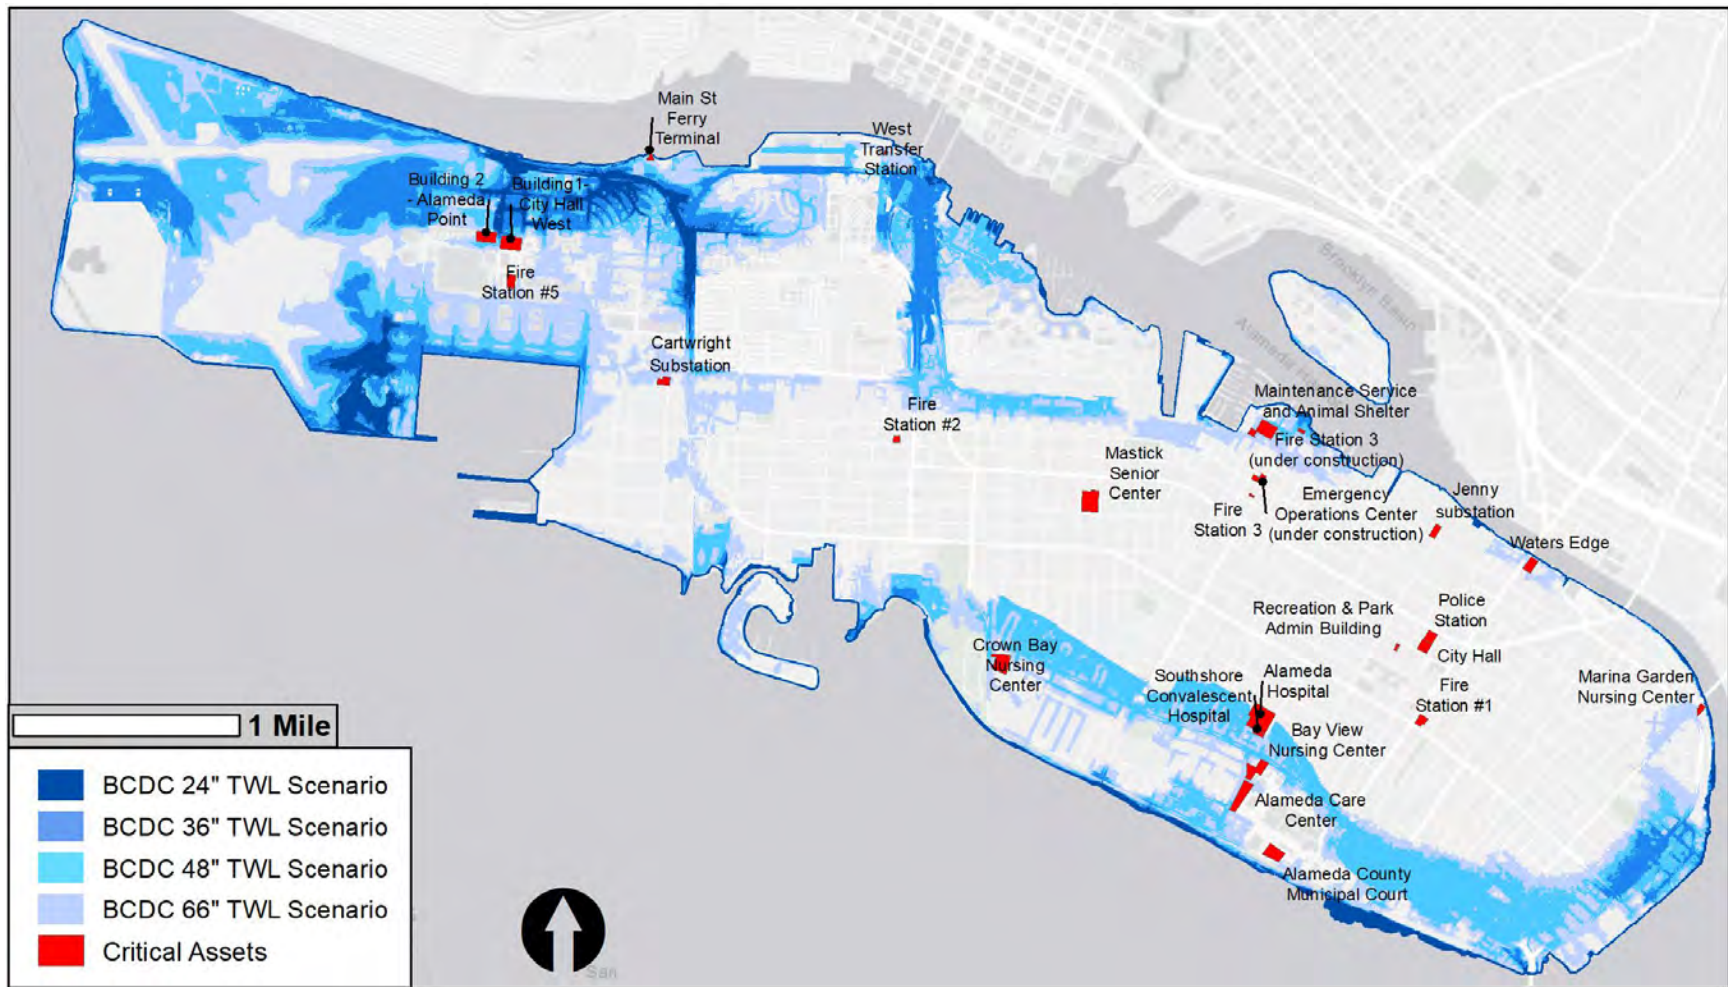 Main St
Ferry
Terminal
West
Transfer
Station
Building 2
- Alameda
Point
Building 1-
City Hall
West
Fire
Station #5
Cartwright
Substation
Fire
Station #2
Brooklyn Basin
Maintenance Service
and Animal Shelter
Fire Station 3
(under construction)
Mastick
Senior
Center
Fire
Station 3
Emergency
Operations Center
(under construction)
Jenny
substation
Waters Edge
Recreation & Park
Admin Building
Police
Station
City Hall
Crown Bay
Nursing
Center
Southshore
Convalescent
Hospital
Alameda
Hospital
Fire
Station #1
Marina Garden
Nursing Center
Bay View
Nursing Center
Alameda Care
Center
Alameda County
Municipal Court
1 Mile
BCDC 24" TWL Scenario
BCDC 36" TWL Scenario
BCDC 48" TWL Scenario
BCDC 66" TWL Scenario
Critical Assets
San